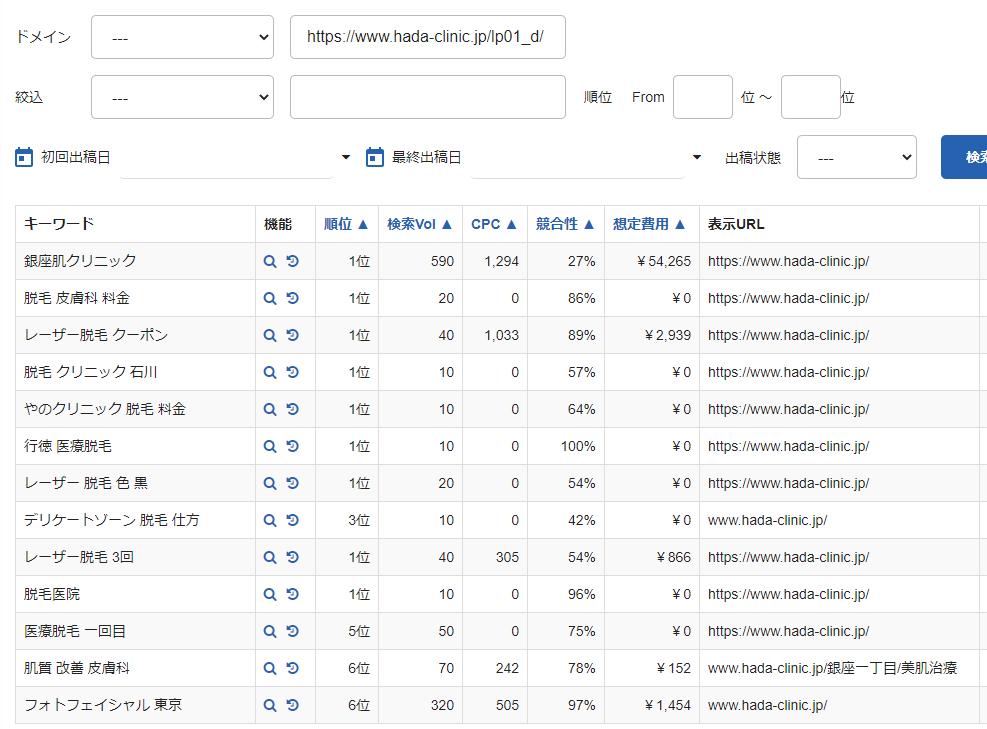 ドメイン --- https://www.hada-clinic.jp/lp01_d/
絞込 --- 順位 From 位 ～ 位
初回出稿日 最終出稿日 出稿状態 --- 検索
キーワード 機能 順位 ▲ 検索Vol ▲ CPC ▲ 競合性 ▲ 想定費用 ▲ 表示URL
銀座肌クリニック 1位 590 1,294 27% ¥ 54,265 https://www.hada-clinic.jp/
脱毛 皮膚科 料金 1位 20 0 86% ¥ 0 https://www.hada-clinic.jp/
レーザー脱毛 クーポン 1位 40 1,033 89% ¥ 2,939 https://www.hada-clinic.jp/
脱毛 クリニック 石川 1位 10 0 57% ¥ 0 https://www.hada-clinic.jp/
やのクリニック 脱毛 料金 1位 10 0 64% ¥ 0 https://www.hada-clinic.jp/
行徳 医療脱毛 1位 10 0 100% ¥ 0 https://www.hada-clinic.jp/
レーザー 脱毛 色 黒 1位 20 0 54% ¥ 0 https://www.hada-clinic.jp/
デリケートゾーン 脱毛 仕方 3位 10 0 42% ¥ 0 www.hada-clinic.jp/
レーザー脱毛 3回 1位 40 305 54% ¥ 866 https://www.hada-clinic.jp/
脱毛医院 1位 10 0 96% ¥ 0 https://www.hada-clinic.jp/
医療脱毛 一回目 5位 50 0 75% ¥ 0 https://www.hada-clinic.jp/
肌質 改善 皮膚科 6位 70 242 78% ¥ 152 www.hada-clinic.jp/銀座一丁目/美肌治療
フォトフェイシャル 東京 6位 320 505 97% ¥ 1,454 www.hada-clinic.jp/